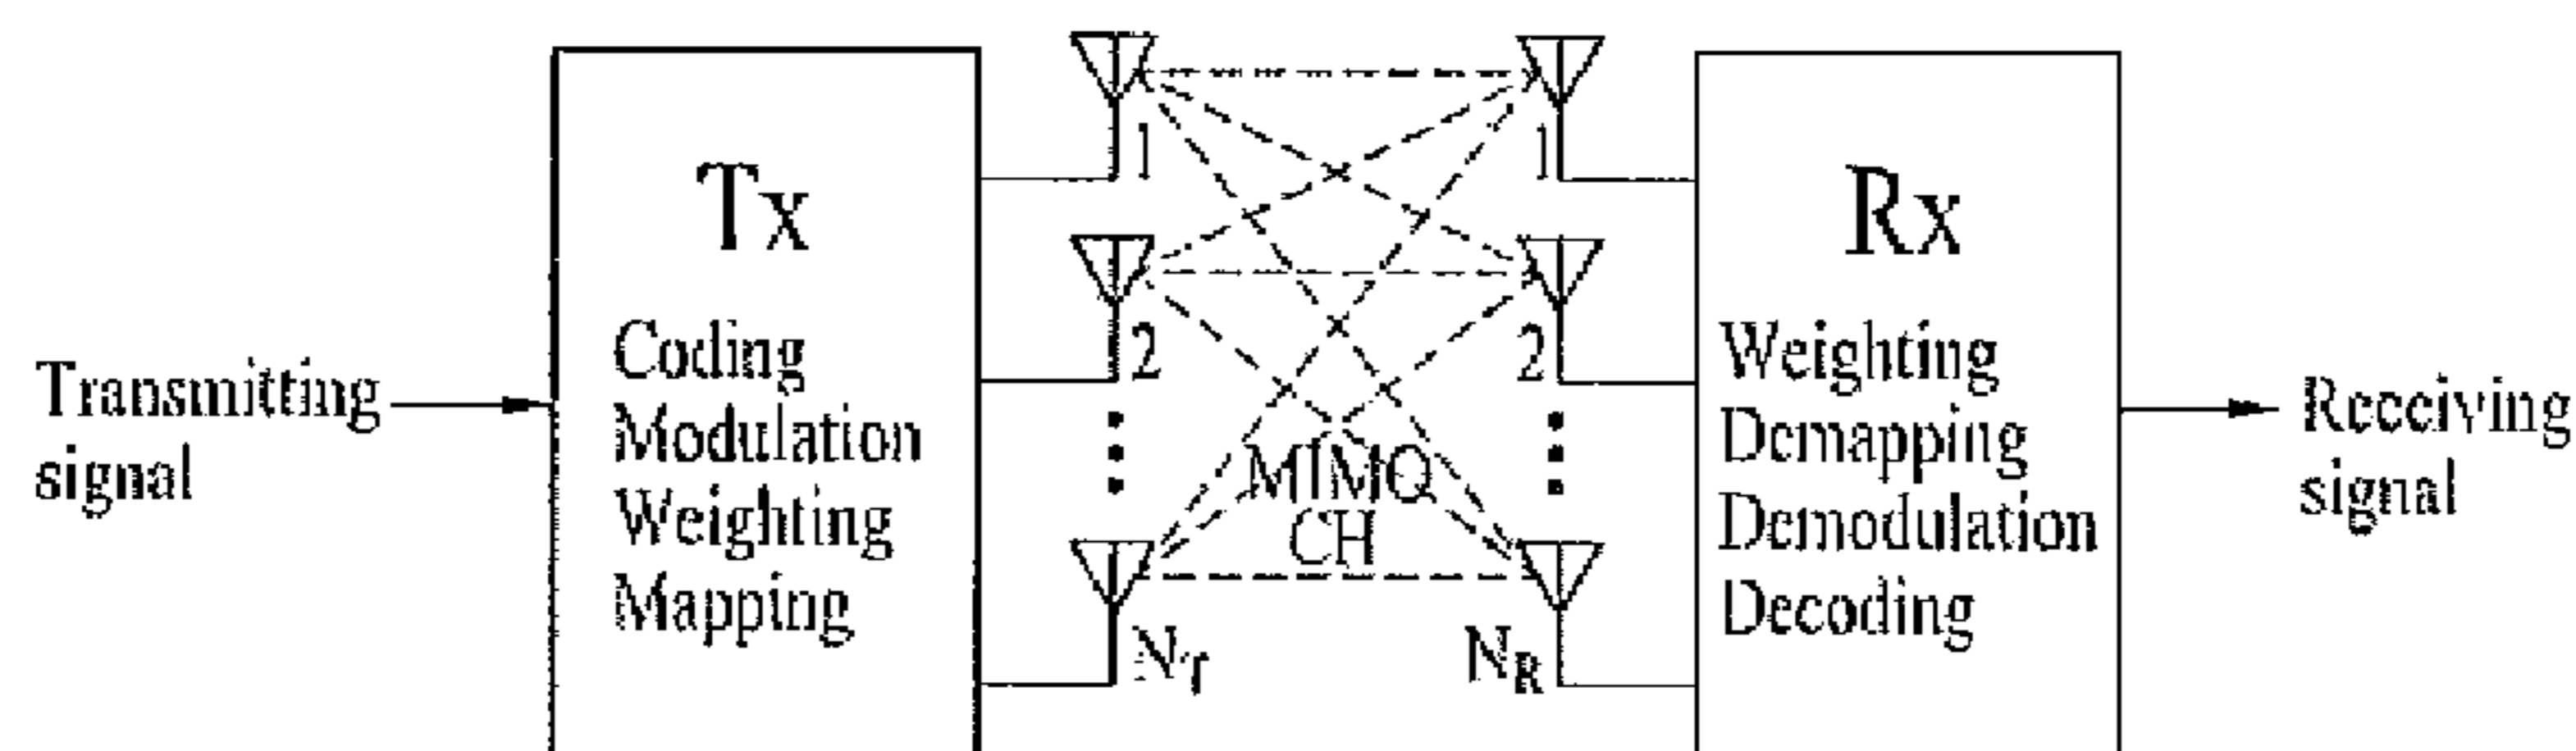 Transmitting
signal
Tx
Coding
Modulation
Weighting
Mapping
1
2
N_T
MIMO
CH
1
2
N_R
Rx
Weighting
Demapping
Demodulation
Decoding
Receiving
signal